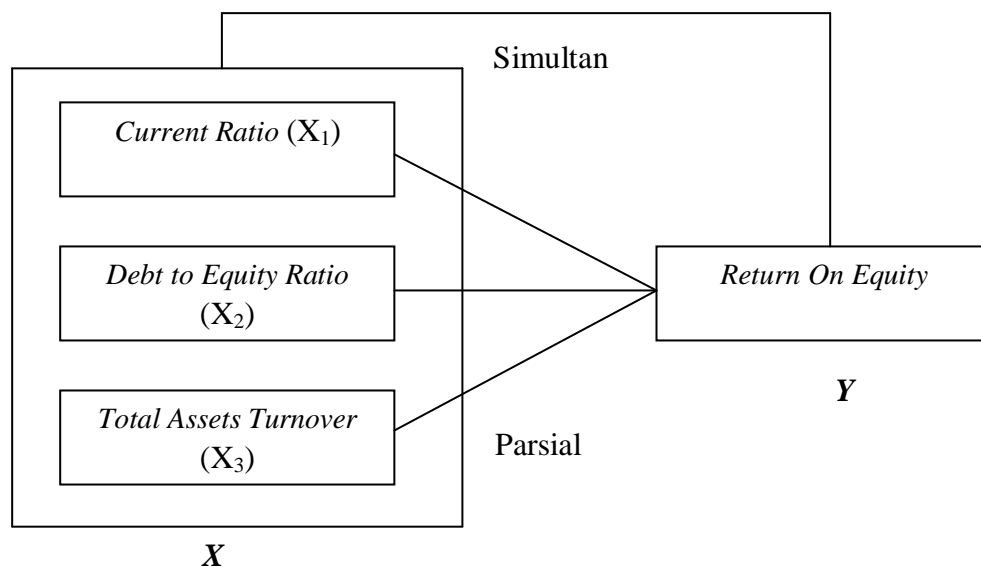 Simultan
Current Ratio (X₁)
Debt to Equity Ratio
(X₂)
Return On Equity
Total Assets Turnover
(X₃)
Y
Parsial
X